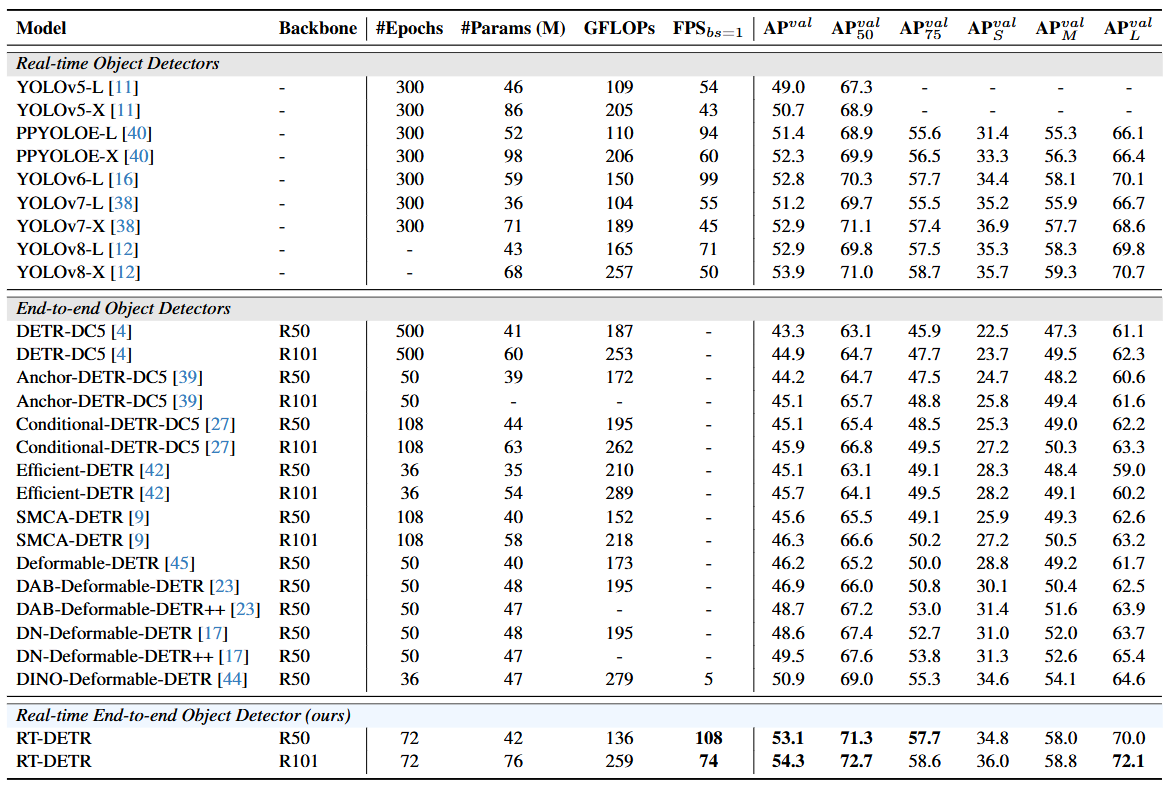 Model Backbone #Epochs #Params (M) GFLOPs FPS_bs=1 AP^val AP^val_50 AP^val_75 AP^val_S AP^val_M AP^val_L
Real-time Object Detectors
YOLOv5-L [11] - 300 46 109 54 49.0 67.3 - - - -
YOLOv5-X [11] - 300 86 205 43 50.7 68.9 - - - -
PPYOLOE-L [40] - 300 52 110 94 51.4 68.9 55.6 31.4 55.3 66.1
PPYOLOE-X [40] - 300 98 206 60 52.3 69.9 56.5 33.3 56.3 66.4
YOLOv6-L [16] - 300 59 150 99 52.8 70.3 57.7 34.4 58.1 70.1
YOLOv7-L [38] - 300 36 104 55 51.2 69.7 55.5 35.2 55.9 66.7
YOLOv7-X [38] - 300 71 189 45 52.9 71.1 57.4 36.9 57.7 68.6
YOLOv8-L [12] - - 43 165 71 52.9 69.8 57.5 35.3 58.3 69.8
YOLOv8-X [12] - - 68 257 50 53.9 71.0 58.7 35.7 59.3 70.7
End-to-end Object Detectors
DETR-DC5 [4] R50 500 41 187 - 43.3 63.1 45.9 22.5 47.3 61.1
DETR-DC5 [4] R101 500 60 253 - 44.9 64.7 47.7 23.7 49.5 62.3
Anchor-DETR-DC5 [39] R50 50 39 172 - 44.2 64.7 47.5 24.7 48.2 60.6
Anchor-DETR-DC5 [39] R101 50 - - - 45.1 65.7 48.8 25.8 49.4 61.6
Conditional-DETR-DC5 [27] R50 108 44 195 - 45.1 65.4 48.5 25.3 49.0 62.2
Conditional-DETR-DC5 [27] R101 108 63 262 - 45.9 66.8 49.5 27.2 50.3 63.3
Efficient-DETR [42] R50 36 35 210 - 45.1 63.1 49.1 28.3 48.4 59.0
Efficient-DETR [42] R101 36 54 289 - 45.7 64.1 49.5 28.2 49.1 60.2
SMCA-DETR [9] R50 108 40 152 - 45.6 65.5 49.1 25.9 49.3 62.6
SMCA-DETR [9] R101 108 58 218 - 46.3 66.6 50.2 27.2 50.5 63.2
Deformable-DETR [45] R50 50 40 173 - 46.2 65.2 50.0 28.8 49.2 61.7
DAB-Deformable-DETR [23] R50 50 48 195 - 46.9 66.0 50.8 30.1 50.4 62.5
DAB-Deformable-DETR++ [23] R50 50 47 - - 48.7 67.2 53.0 31.4 51.6 63.9
DN-Deformable-DETR [17] R50 50 48 195 - 48.6 67.4 52.7 31.0 52.0 63.7
DN-Deformable-DETR++ [17] R50 50 47 - - 49.5 67.6 53.8 31.3 52.6 65.4
DINO-Deformable-DETR [44] R50 36 47 279 5 50.9 69.0 55.3 34.6 54.1 64.6
Real-time End-to-end Object Detector (ours)
RT-DETR R50 72 42 136 108 53.1 71.3 57.7 34.8 58.0 70.0
RT-DETR R101 72 76 259 74 54.3 72.7 58.6 36.0 58.8 72.1